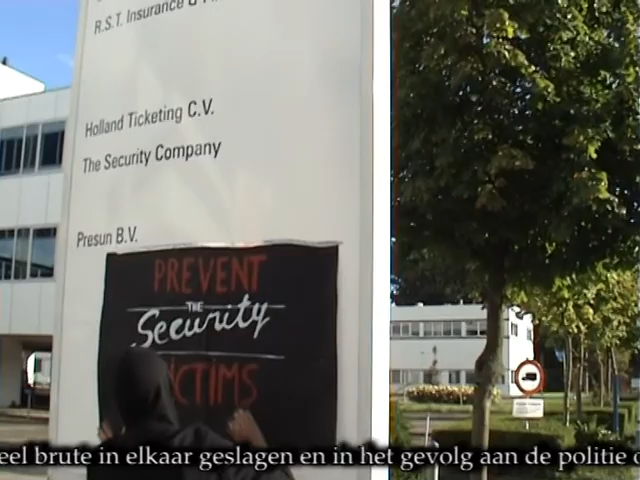 R.S.T. Insurance &
Holland Ticketing C.V.
The Security Company
Presun B.V.
PREVENT
THE
Security
CTIMS
eel brute in elkaar geslagen en in het gevolg aan de politie